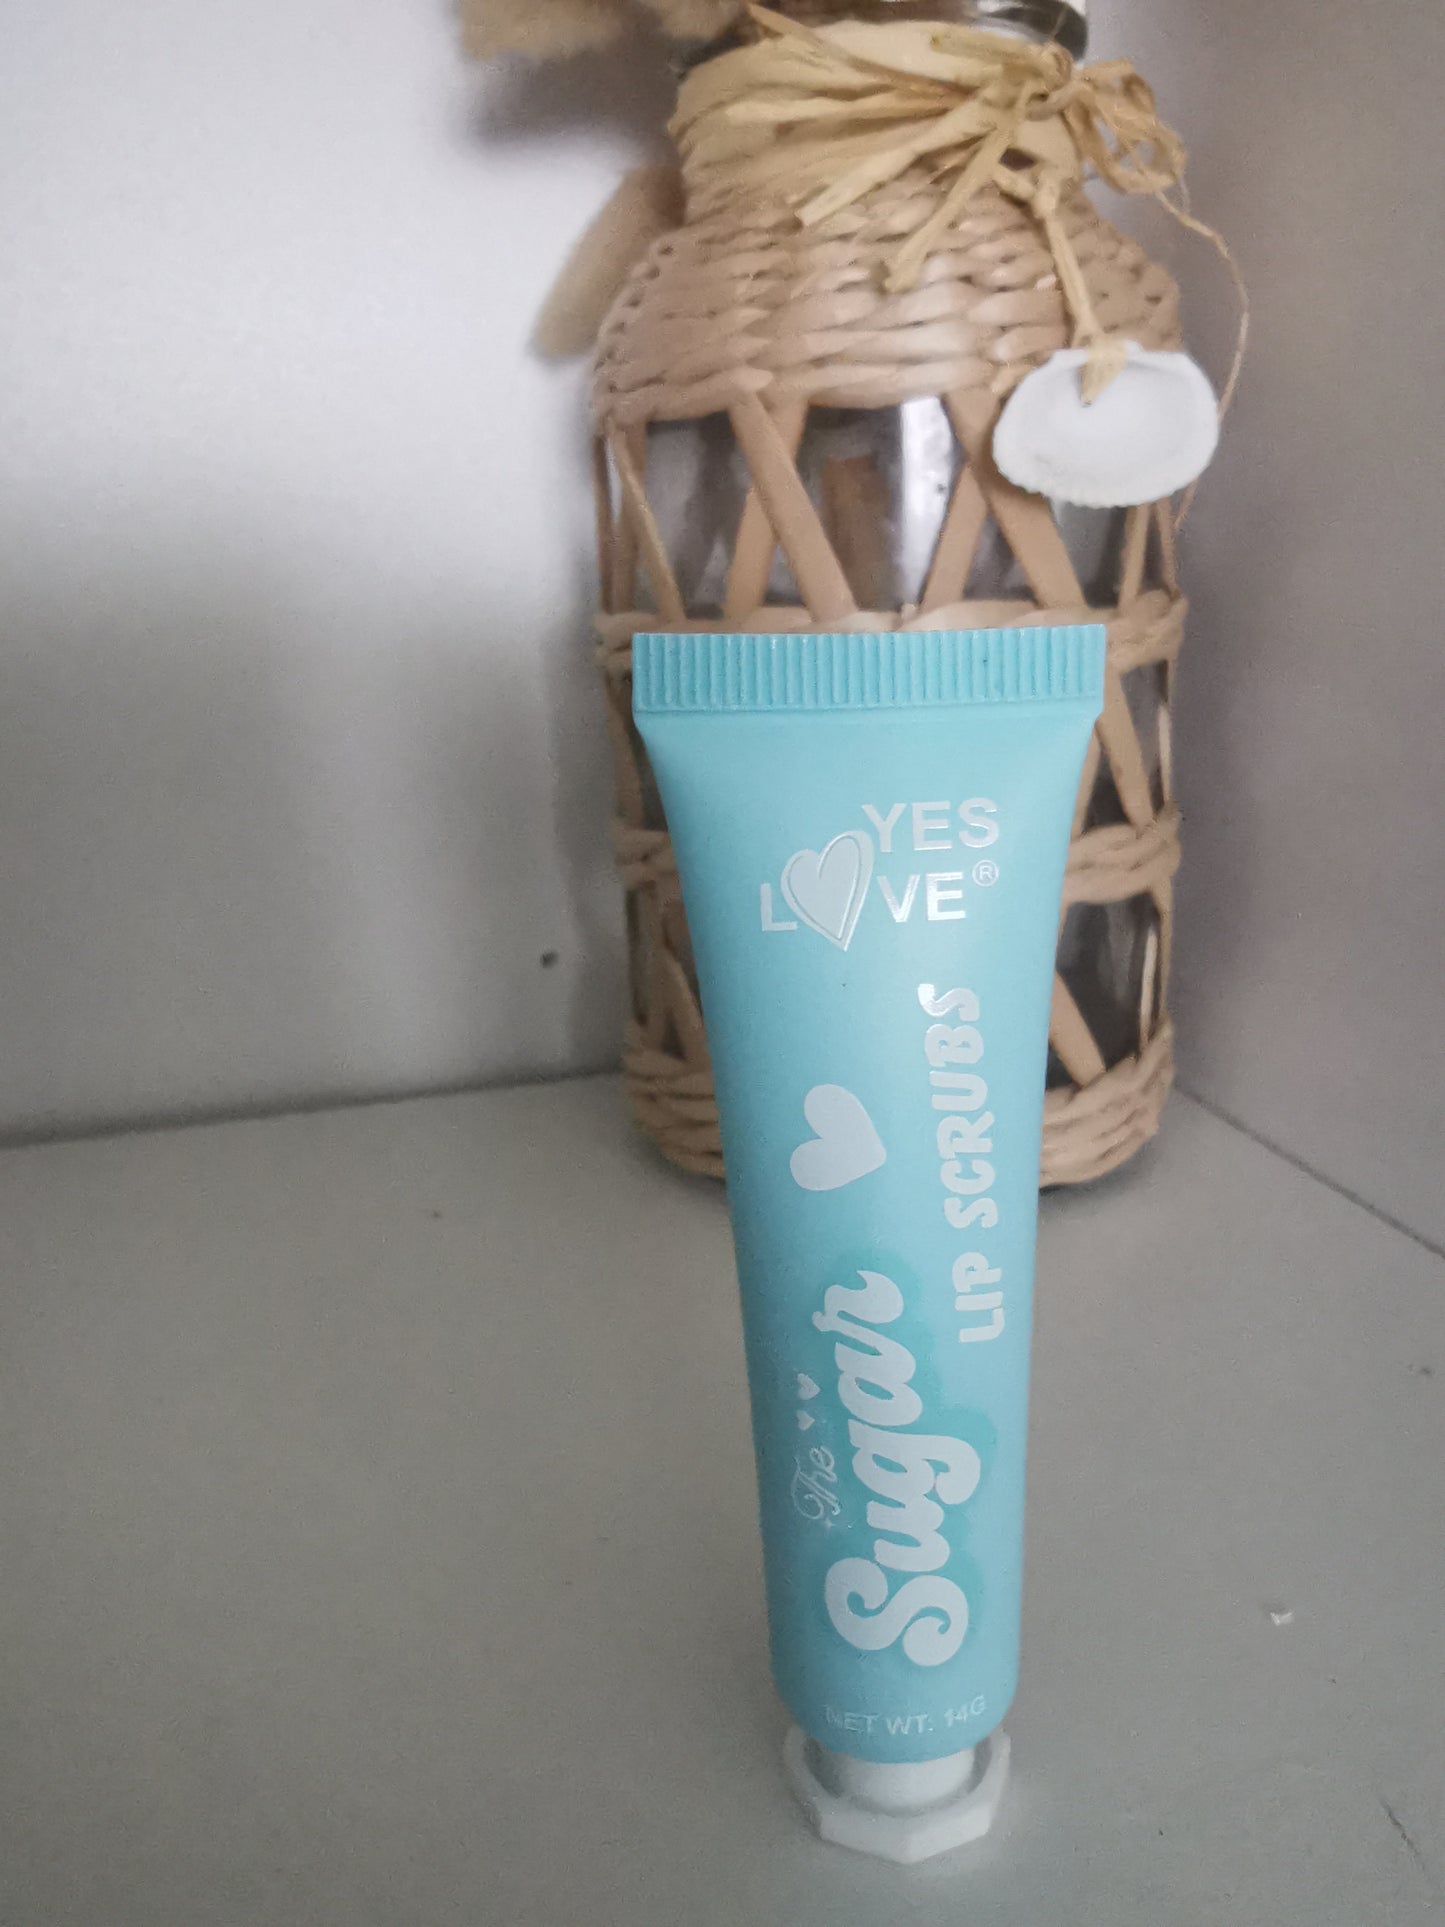 YES
LOVE®
The
Sugar
LIP SCRUBS
NET WT. 14G